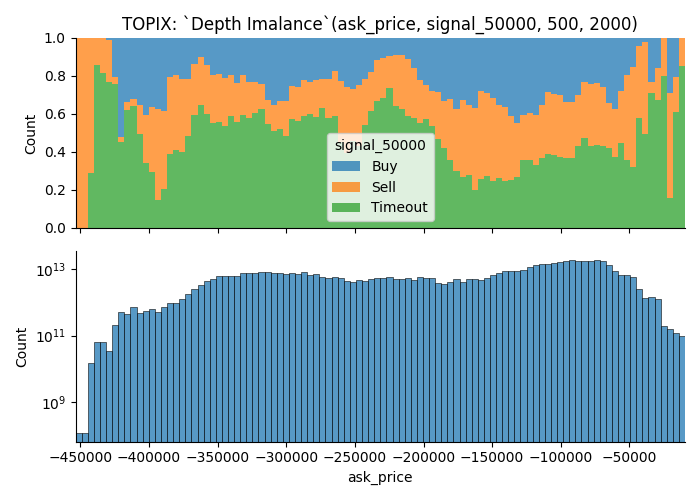 TOPIX: `Depth Imalance`(ask_price, signal_50000, 500, 2000)
1.0
0.8
0.6
0.4
0.2
0.0
Count
signal_50000
Buy
Sell
Timeout
10^13
10^11
10^9
Count
−450000 −400000 −350000 −300000 −250000 −200000 −150000 −100000 −50000
ask_price